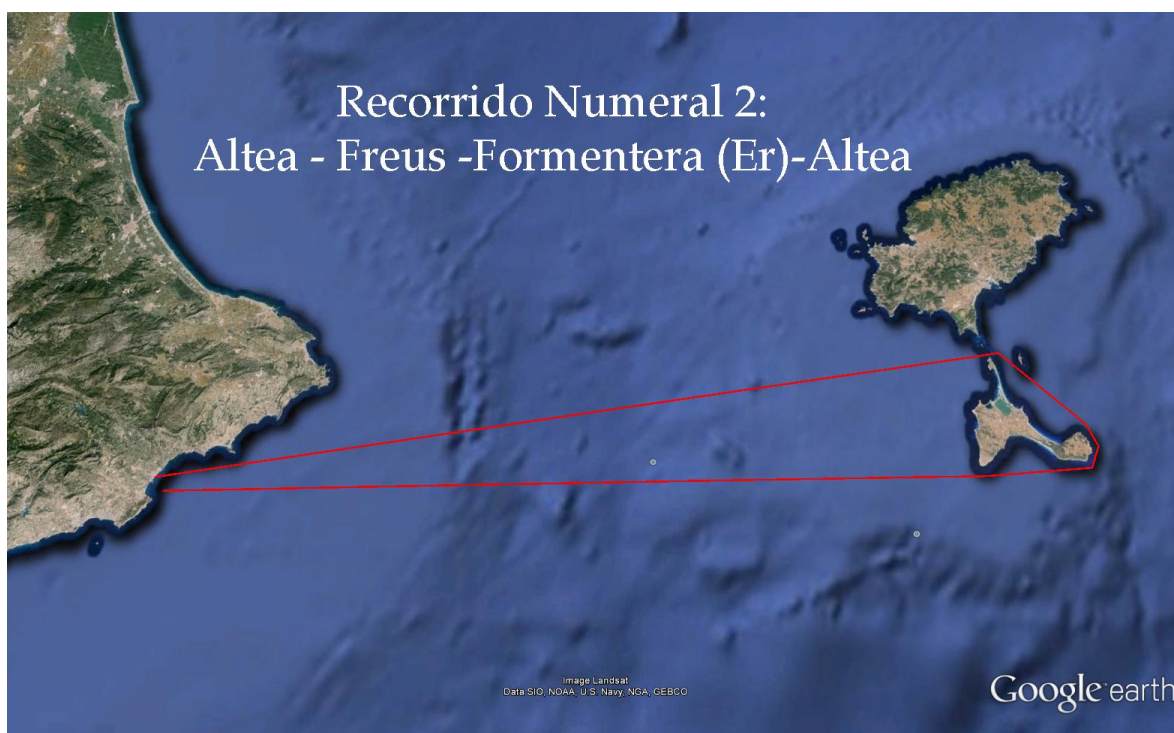 Recorrido Numeral 2:
Altea - Freus -Formentera (Er)-Altea
Image Landsat
Data SIO, NOAA, U.S. Navy, NGA, GEBCO
Google earth